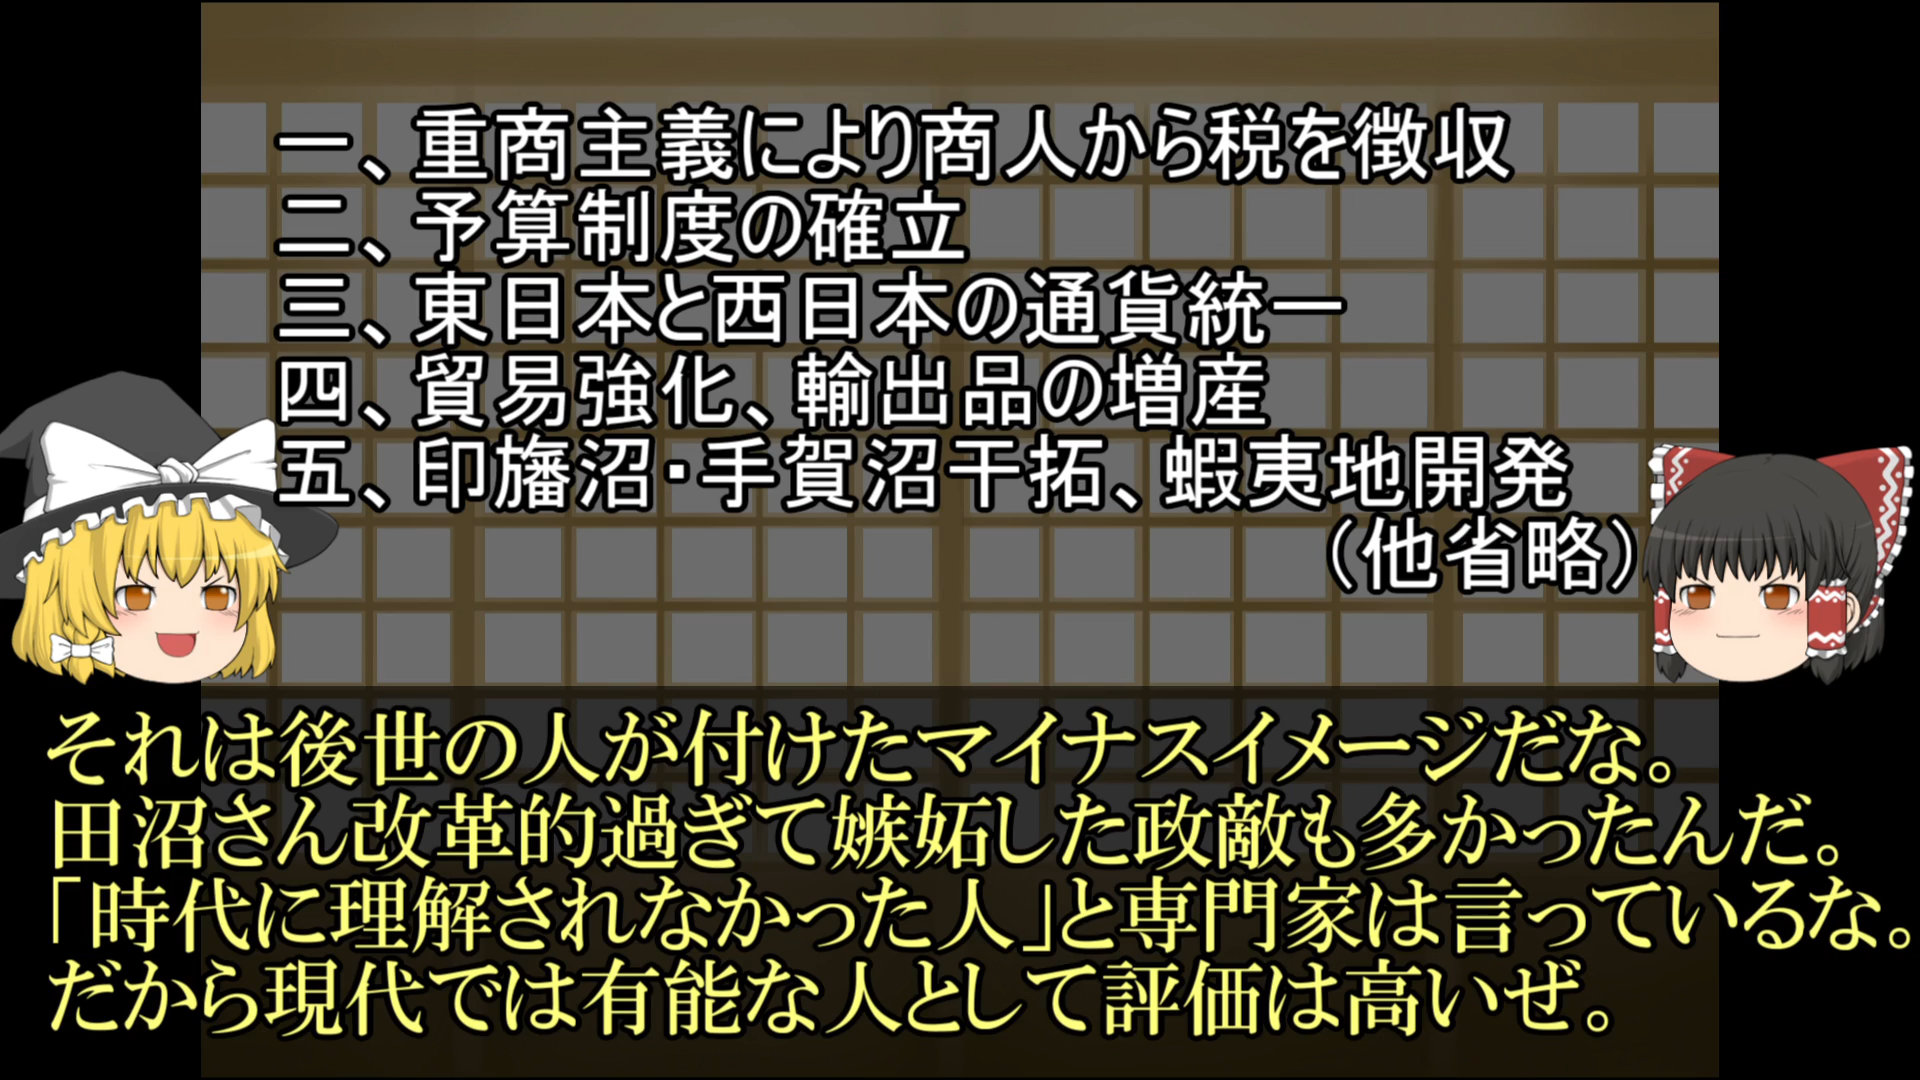 一、重商主義により商人から税を徴収
二、予算制度の確立
三、東日本と西日本の通貨統一
四、貿易強化、輸出品の増産
五、印旛沼・手賀沼干拓、蝦夷地開発
（他省略）
それは後世の人が付けたマイナスイメージだな。
田沼さん改革的過ぎて嫉妬した政敵も多かったんだ。
「時代に理解されなかった人」と専門家は言っているな。
だから現代では有能な人として評価は高いぜ。